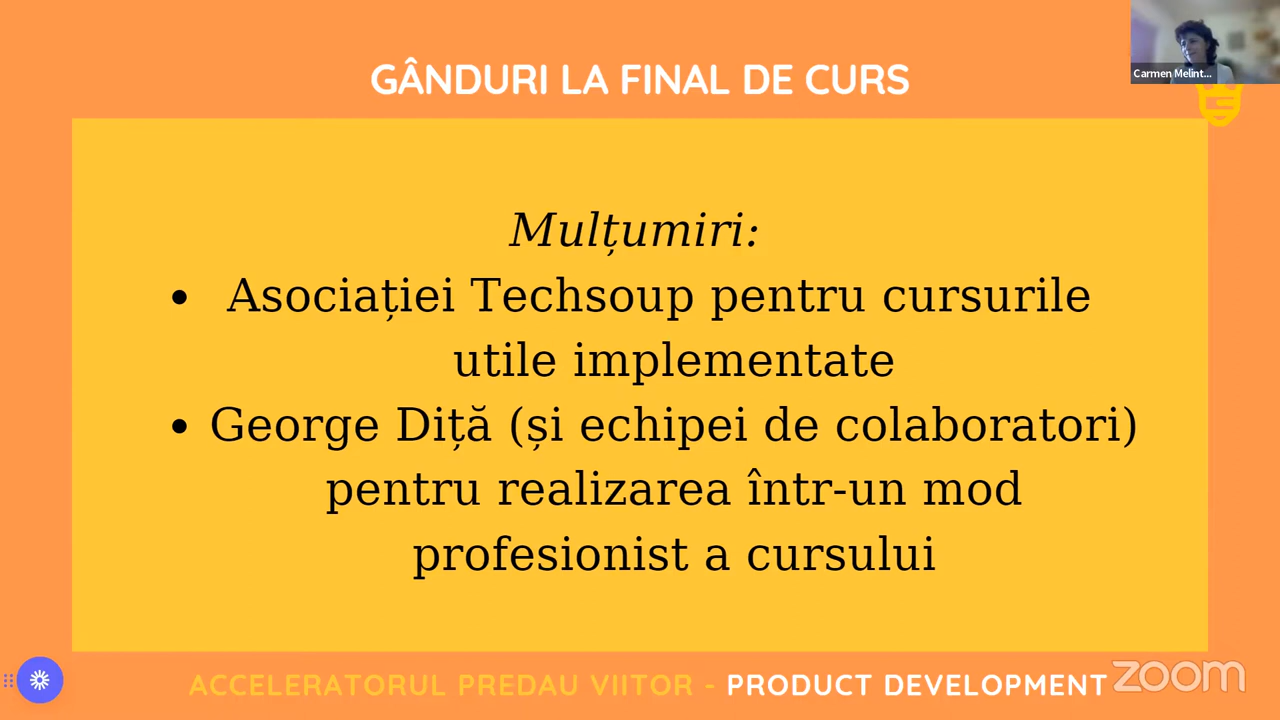 GÂNDURI LA FINAL DE CURS
Carmen Melint...
Mulțumiri:
• Asociației Techsoup pentru cursurile
utile implementate
• George Diță (și echipei de colaboratori)
pentru realizarea într-un mod
profesionist a cursului
ACCELERATORUL PREDAU VIITOR - PRODUCT DEVELOPMENT
zoom